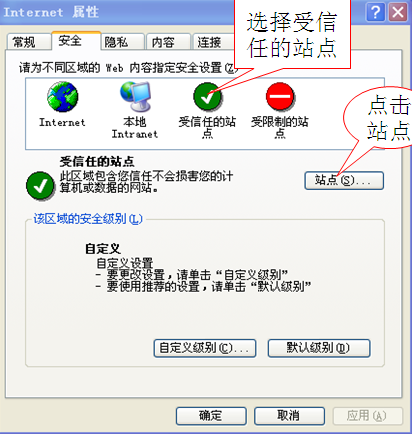 Internet 属性
选择受信
任的站点
常规
安全
隐私
内容
连接
请为不同区域的 Web 内容指定安全设置(Z)
Internet
本地
Intranet
受信任的站
点
受限制的站
点
点击
站点
受信任的站点
此区域包含您信任不会损害您的计
算机或数据的网站。
站点(S)...
该区域的安全级别(L)
自定义
自定义设置
- 要更改设置，请单击“自定义级别”
- 要使用推荐的设置，请单击“默认级别”
自定义级别(C)...
默认级别(D)
确定
取消
应用(A)